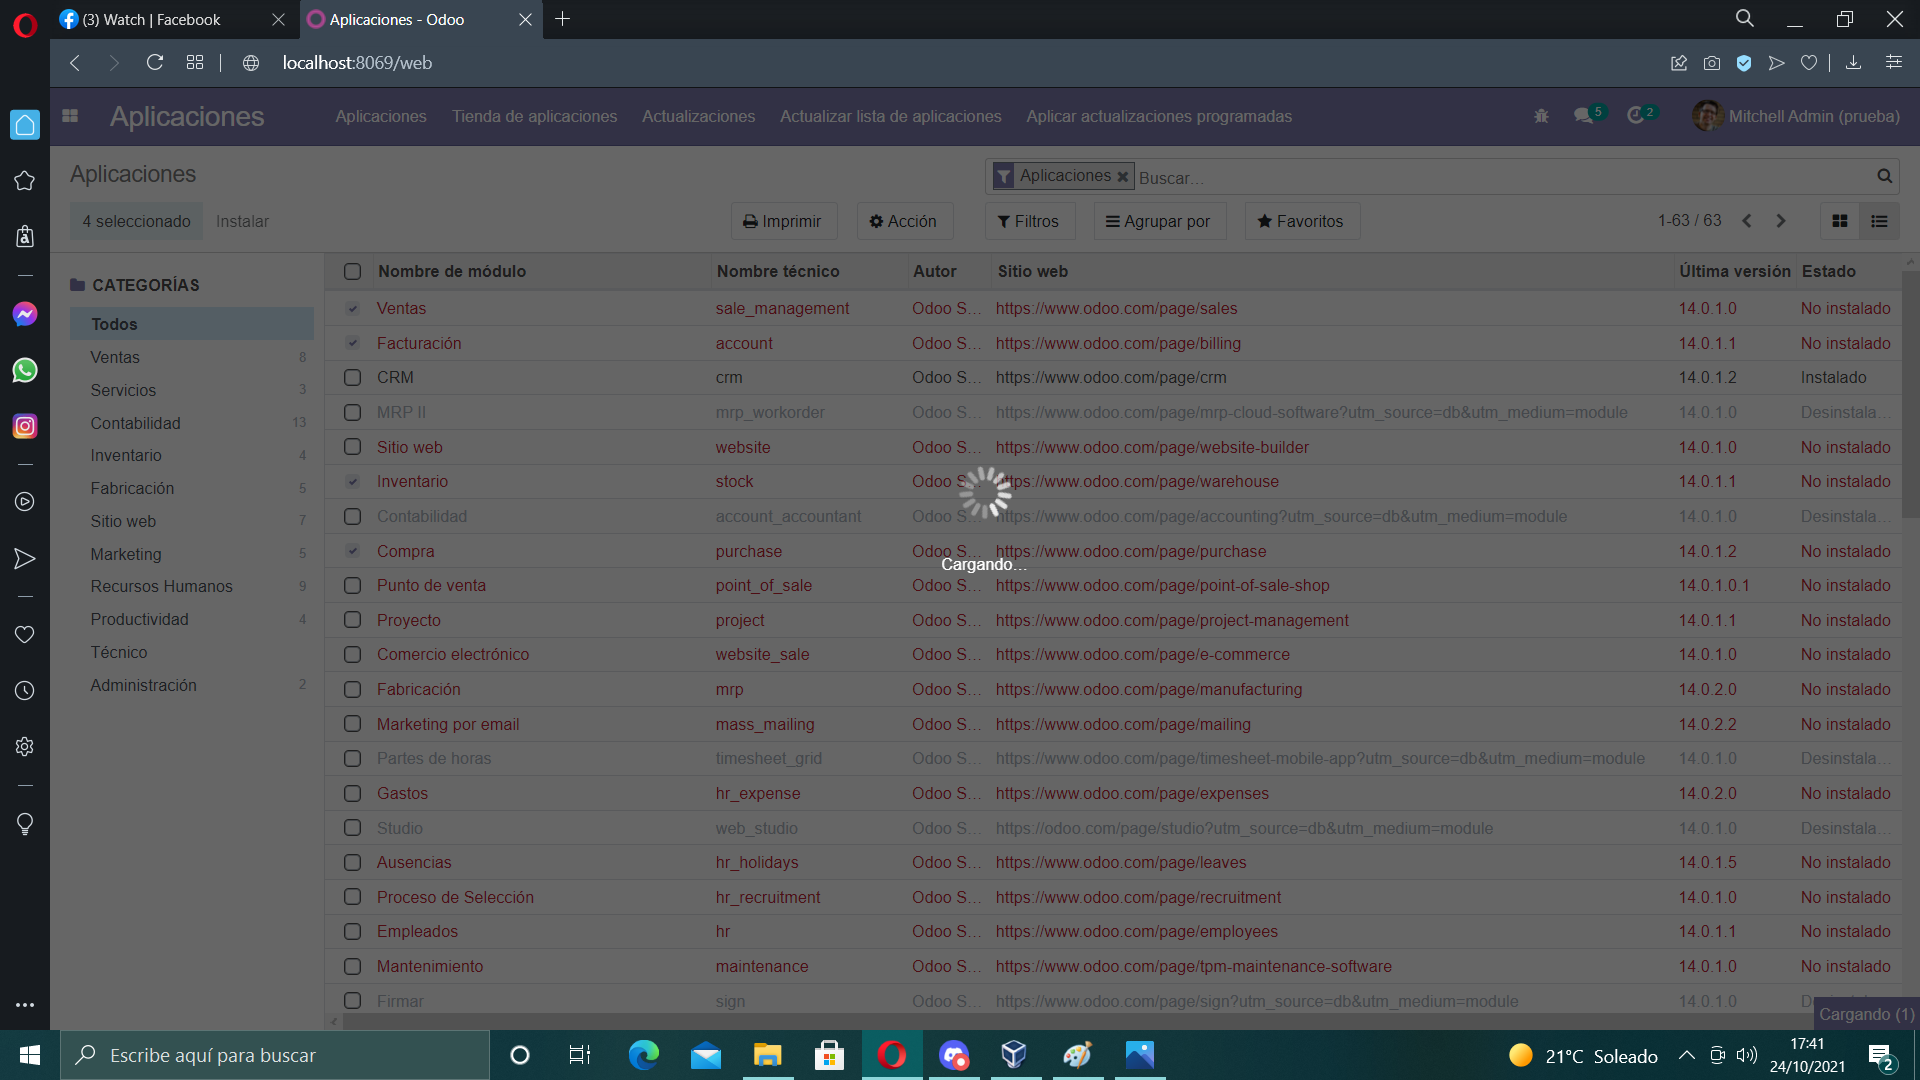 (3) Watch | Facebook
Aplicaciones - Odoo
localhost:8069/web
Aplicaciones
Aplicaciones Tienda de aplicaciones Actualizaciones Actualizar lista de aplicaciones Aplicar actualizaciones programadas
5 2 Mitchell Admin (prueba)
Aplicaciones
Aplicaciones Buscar...
4 seleccionado Instalar
Imprimir Acción Filtros Agrupar por Favoritos 1-63 / 63
CATEGORÍAS
Todos
Ventas 8
Servicios 3
Contabilidad 13
Inventario 4
Fabricación 5
Sitio web 7
Marketing 5
Recursos Humanos 9
Productividad 4
Técnico
Administración 2
Nombre de módulo Nombre técnico Autor Sitio web Última versión Estado
Ventas sale_management Odoo S... https://www.odoo.com/page/sales 14.0.1.0 No instalado
Facturación account Odoo S... https://www.odoo.com/page/billing 14.0.1.1 No instalado
CRM crm Odoo S... https://www.odoo.com/page/crm 14.0.1.2 Instalado
MRP II mrp_workorder Odoo S... https://www.odoo.com/page/mrp-cloud-software?utm_source=db&utm_medium=module 14.0.1.0 Desinstala...
Sitio web website Odoo S... https://www.odoo.com/page/website-builder 14.0.1.0 No instalado
Inventario stock Odoo S... https://www.odoo.com/page/warehouse 14.0.1.1 No instalado
Contabilidad account_accountant Odoo S... https://www.odoo.com/page/accounting?utm_source=db&utm_medium=module 14.0.1.0 Desinstala...
Compra purchase Odoo S... https://www.odoo.com/page/purchase 14.0.1.2 No instalado
Cargando...
Punto de venta point_of_sale Odoo S... https://www.odoo.com/page/point-of-sale-shop 14.0.1.0.1 No instalado
Proyecto project Odoo S... https://www.odoo.com/page/project-management 14.0.1.1 No instalado
Comercio electrónico website_sale Odoo S... https://www.odoo.com/page/e-commerce 14.0.1.0 No instalado
Fabricación mrp Odoo S... https://www.odoo.com/page/manufacturing 14.0.2.0 No instalado
Marketing por email mass_mailing Odoo S... https://www.odoo.com/page/mailing 14.0.2.2 No instalado
Partes de horas timesheet_grid Odoo S... https://www.odoo.com/page/timesheet-mobile-app?utm_source=db&utm_medium=module 14.0.1.0 Desinstala...
Gastos hr_expense Odoo S... https://www.odoo.com/page/expenses 14.0.2.0 No instalado
Studio web_studio Odoo S... https://odoo.com/page/studio?utm_source=db&utm_medium=module 14.0.1.0 Desinstala...
Ausencias hr_holidays Odoo S... https://www.odoo.com/page/leaves 14.0.1.5 No instalado
Proceso de Selección hr_recruitment Odoo S... https://www.odoo.com/page/recruitment 14.0.1.0 No instalado
Empleados hr Odoo S... https://www.odoo.com/page/employees 14.0.1.1 No instalado
Mantenimiento maintenance Odoo S... https://www.odoo.com/page/tpm-maintenance-software 14.0.1.0 No instalado
Firmar sign Odoo S... https://www.odoo.com/page/sign?utm_source=db&utm_medium=module 14.0.1.0
Cargando (1)
Escribe aquí para buscar
21°C Soleado
17:41
24/10/2021
2